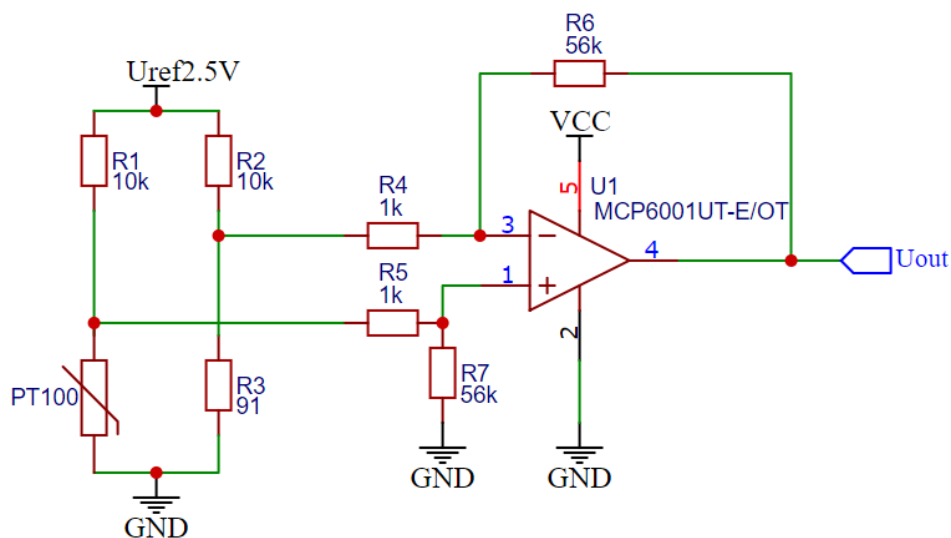 R6
56k
Uref2.5V
VCC
R1
10k
R2
10k
R4
1k
5
U1
MCP6001UT-E/OT
3
4
Uout
R5
1k
1
2
PT100
R3
91
R7
56k
GND
GND
GND